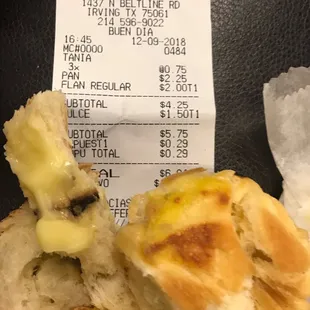 1437 N BELTLINE RD
IRVING TX 75061
214 596-9022
BUEN DIA
16:45 12-09-2018
MC#0000 0484
TANIA
3x @0.75
PAN $2.25
FLAN REGULAR $2.00T1
SUBTOTAL $4.25
DULCE $1.50T1
SUBTOTAL $5.75
$0.29
TOTAL $0.29